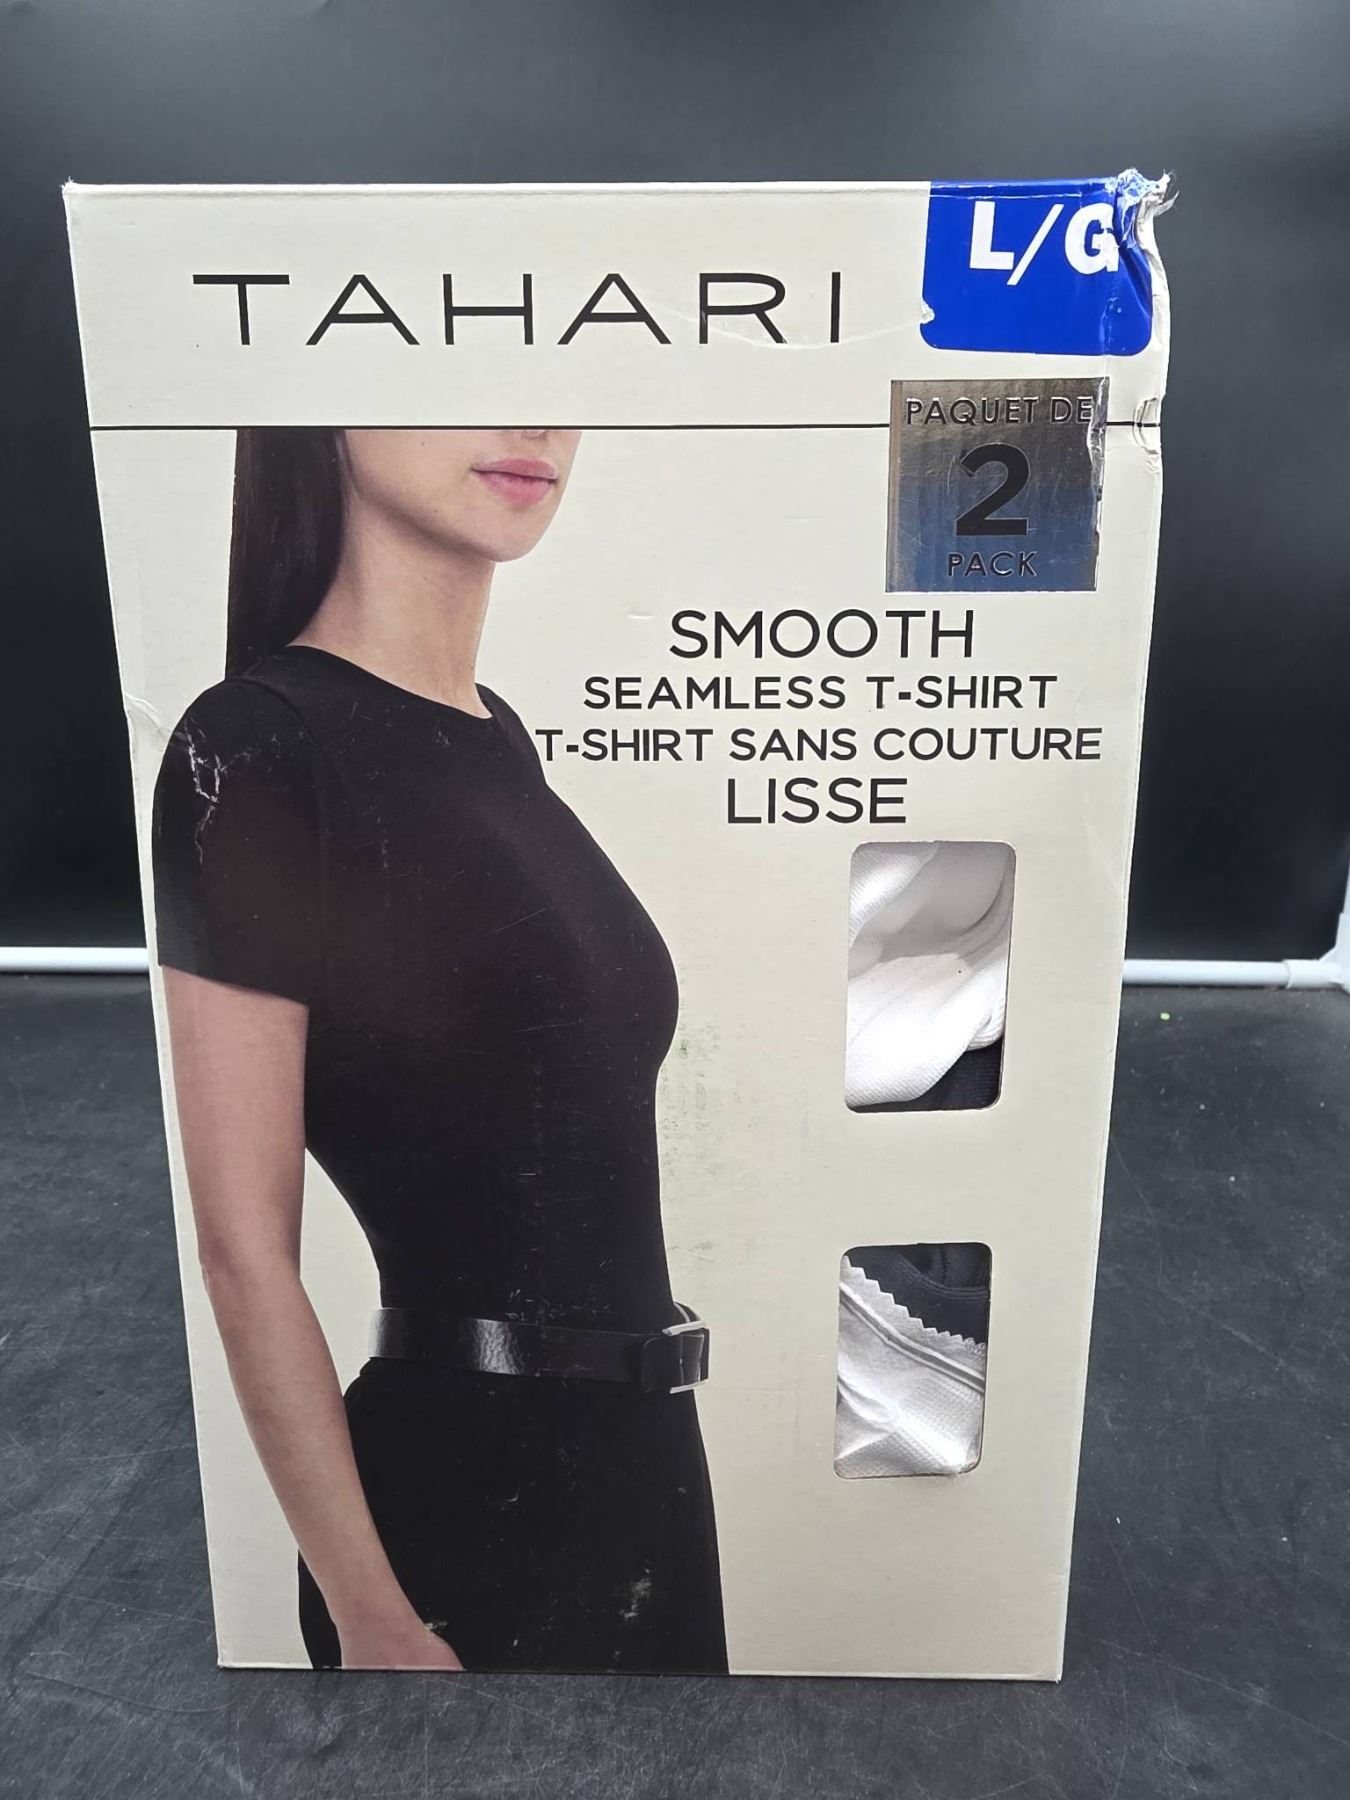 TAHARI
L/G
PAQUET DE
2
PACK
SMOOTH
SEAMLESS T-SHIRT
T-SHIRT SANS COUTURE
LISSE